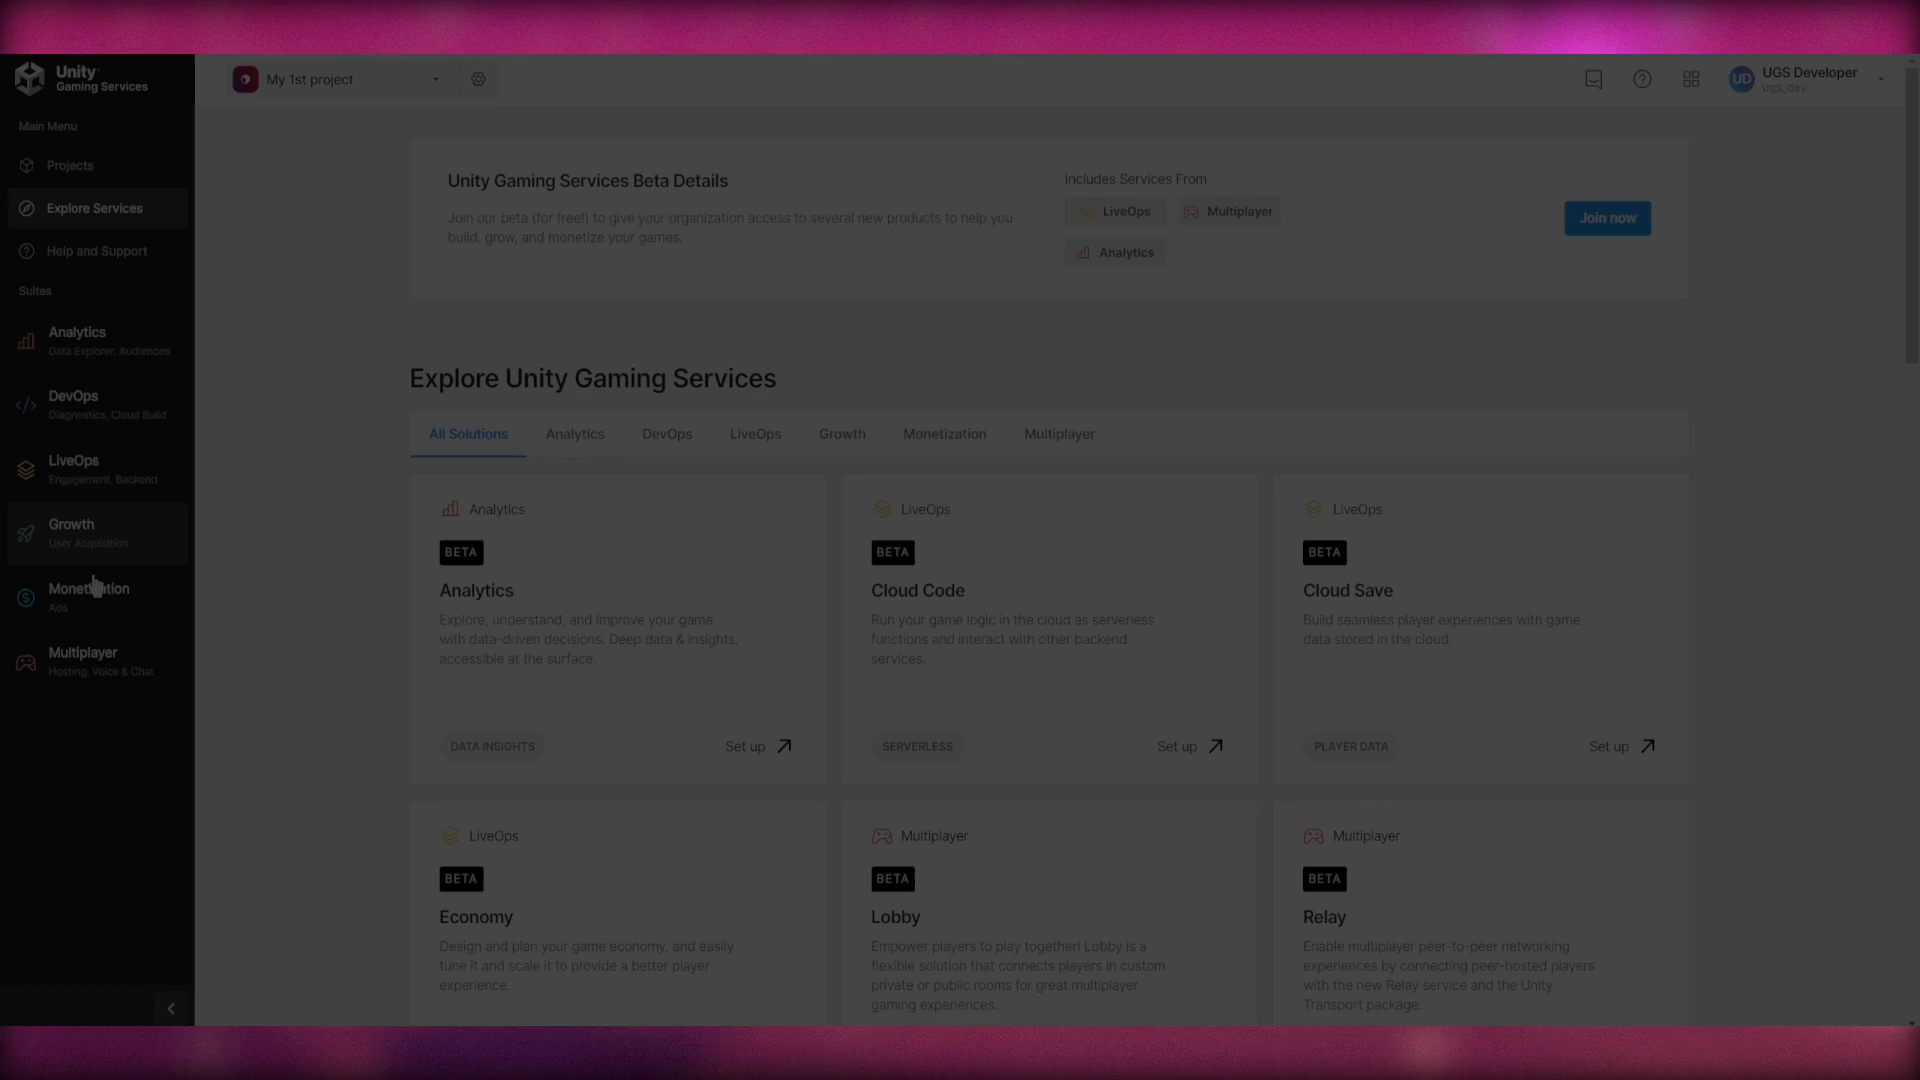 Unity
Gaming Services
My 1st project
UD
UGS Developer
ugs_dev
Main Menu
Projects
Explore Services
Help and Support
Suites
Analytics
Data Explorer, Audiences
DevOps
Diagnostics, Cloud Build
LiveOps
Engagement, Backend
Growth
User Acquisition
Ads
Multiplayer
Hosting, Voice & Chat
Unity Gaming Services Beta Details
Join our beta (for free!) to give your organization access to several new products to help you
build, grow, and monetize your games.
Includes Services From
LiveOps
Multiplayer
Analytics
Join now
Explore Unity Gaming Services
All Solutions
Analytics
DevOps
LiveOps
Growth
Monetization
Multiplayer
Analytics
BETA
Analytics
Explore, understand, and improve your game
with data-driven decisions. Deep data & insights,
accessible at the surface.
DATA INSIGHTS
Set up
LiveOps
BETA
Cloud Code
Run your game logic in the cloud as serverless
functions and interact with other backend
services.
SERVERLESS
Set up
LiveOps
BETA
Cloud Save
Build seamless player experiences with game
data stored in the cloud.
PLAYER DATA
Set up
LiveOps
BETA
Economy
Design and plan your game economy, and easily
tune it and scale it to provide a better player
experience.
Multiplayer
BETA
Lobby
Empower players to play together! Lobby is a
flexible solution that connects players in custom
private or public rooms for great multiplayer
gaming experiences.
Multiplayer
BETA
Relay
Enable multiplayer peer-to-peer networking
experiences by connecting peer-hosted players
with the new Relay service and the Unity
Transport package.